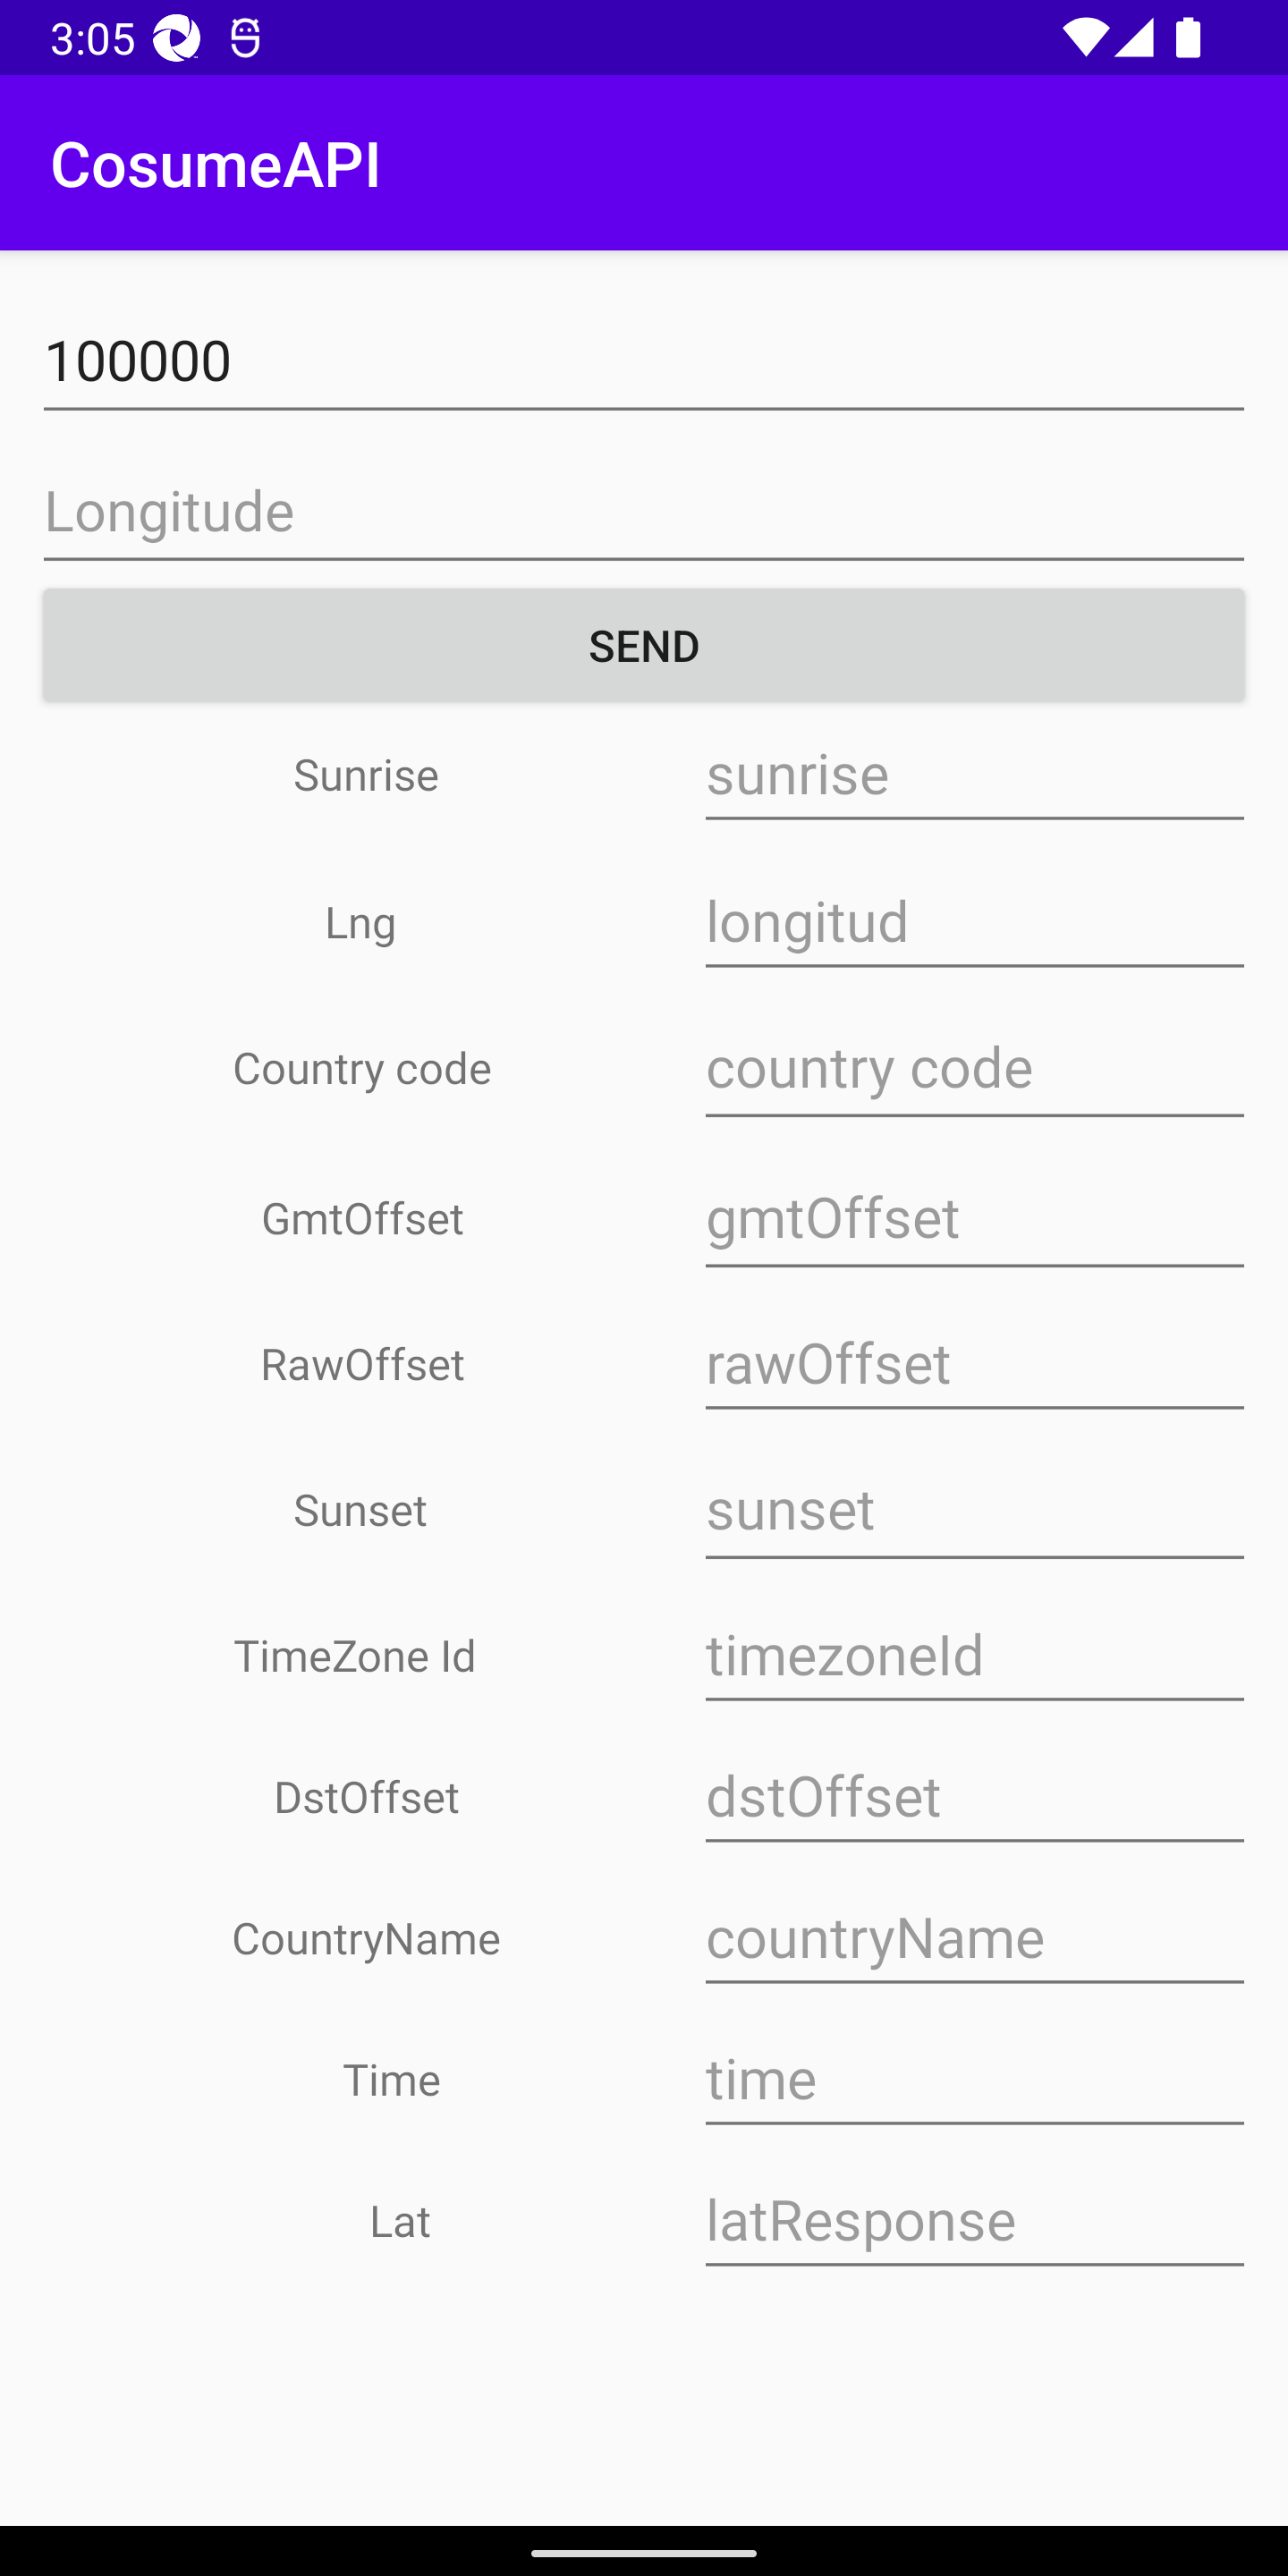 3:05
CosumeAPI
100000
Longitude
SEND
Sunrise sunrise
Lng longitud
Country code country code
GmtOffset gmtOffset
RawOffset rawOffset
Sunset sunset
TimeZone Id timezoneId
DstOffset dstOffset
CountryName countryName
Time time
Lat latResponse